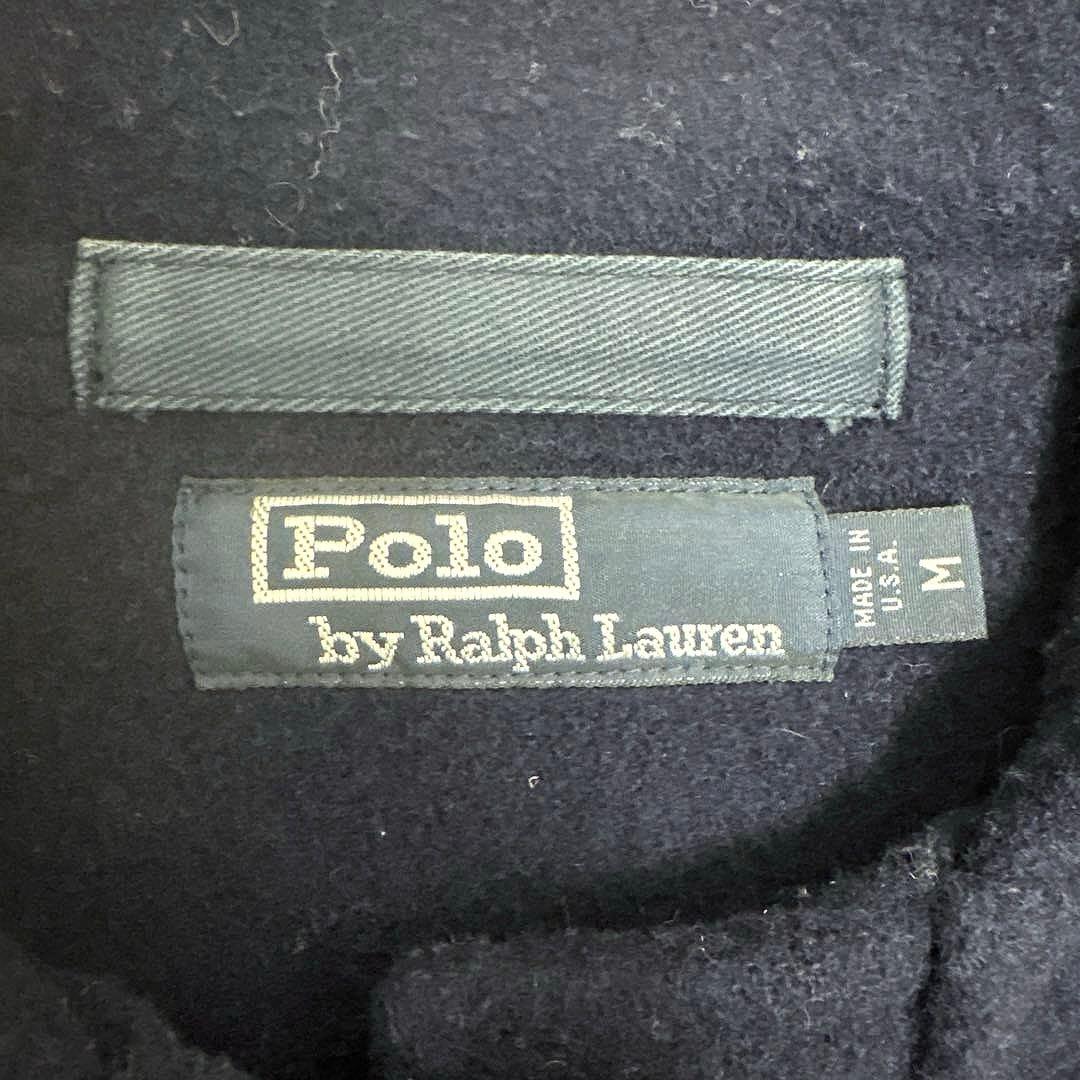 Polo
by Ralph Lauren
MADE IN
U.S.A.
M